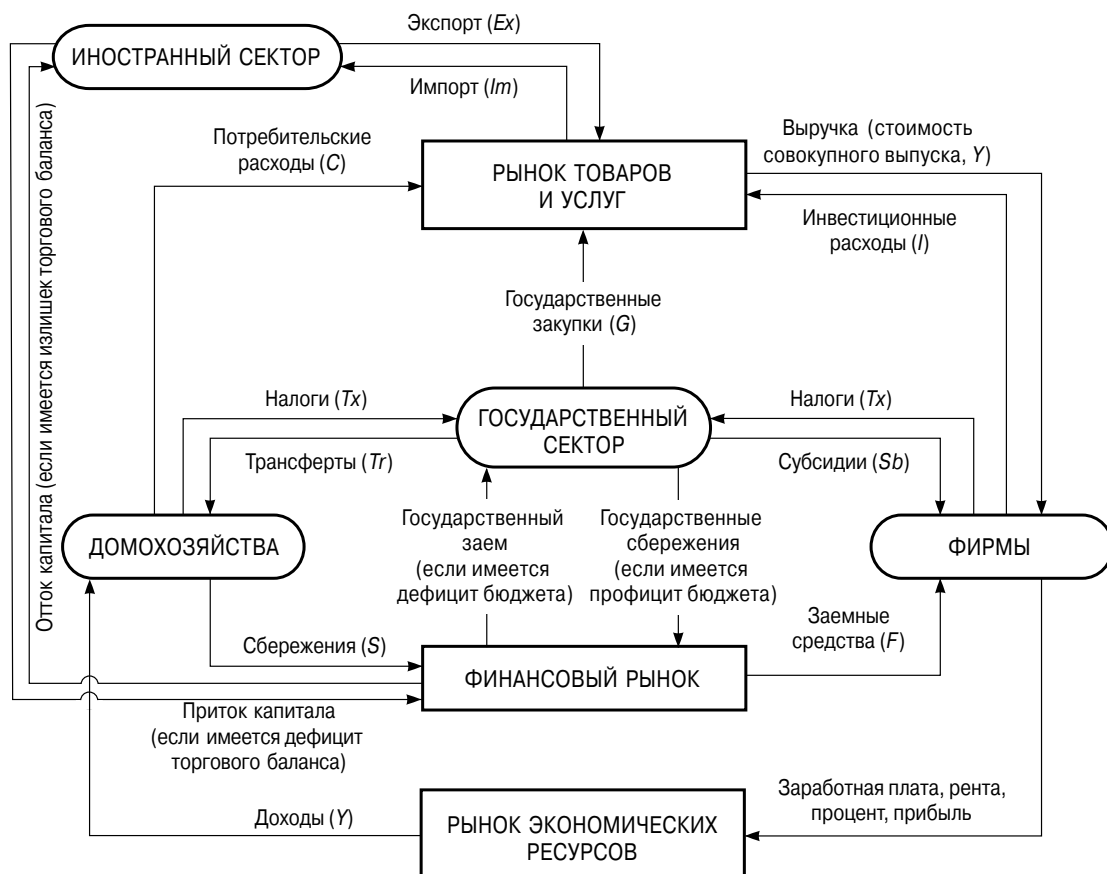 Экспорт (Ex)
ИНОСТРАННЫЙ СЕКТОР
Импорт (Im)
Потребительские
расходы (C)
Выручка (стоимость
совокупного выпуска, Y)
РЫНОК ТОВАРОВ
И УСЛУГ
Инвестиционные
расходы (I)
Отток капитала (если имеется излишек торгового баланса)
Государственные
закупки (G)
Налоги (Tx)
ГОСУДАРСТВЕННЫЙ
СЕКТОР
Налоги (Tx)
Трансферты (Tr)
Субсидии (Sb)
ДОМОХОЗЯЙСТВА
Государственный
заем
(если имеется
дефицит бюджета)
Государственные
сбережения
(если имеется
профицит бюджета)
ФИРМЫ
Сбережения (S)
Заемные
средства (F)
ФИНАНСОВЫЙ РЫНОК
Приток капитала
(если имеется дефицит
торгового баланса)
Доходы (Y)
РЫНОК ЭКОНОМИЧЕСКИХ
РЕСУРСОВ
Заработная плата, рента,
процент, прибыль